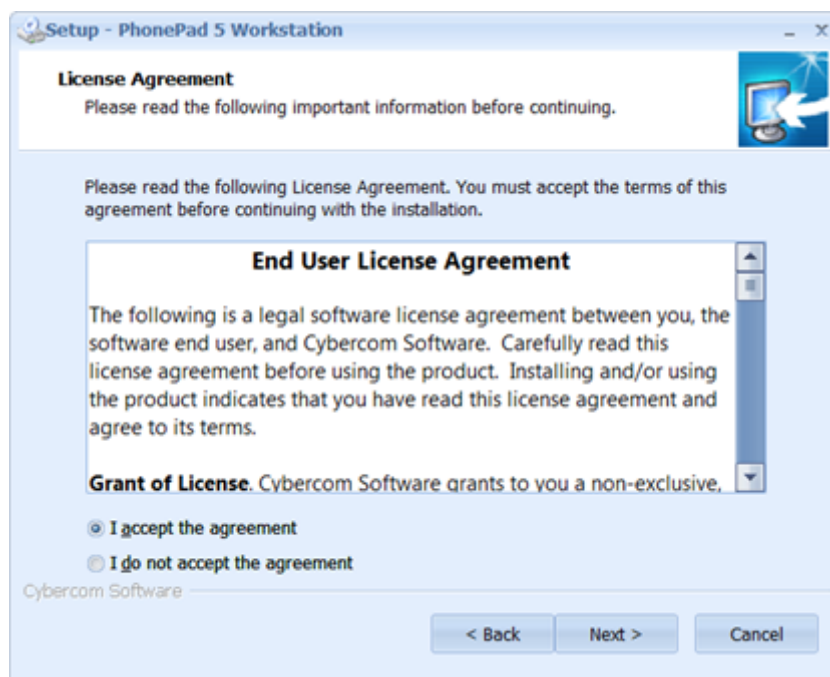 Setup - PhonePad 5 Workstation
License Agreement
Please read the following important information before continuing.
Please read the following License Agreement. You must accept the terms of this
agreement before continuing with the installation.
End User License Agreement
The following is a legal software license agreement between you, the
software end user, and Cybercom Software.  Carefully read this
license agreement before using the product.  Installing and/or using
the product indicates that you have read this license agreement and
agree to its terms.
Grant of License. Cybercom Software grants to you a non-exclusive,
I accept the agreement
I do not accept the agreement
Cybercom Software
< Back
Next >
Cancel